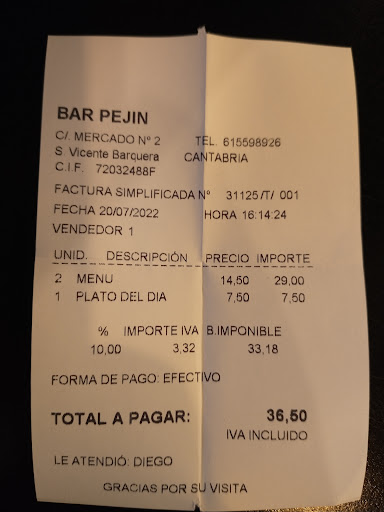 BAR PEJIN
C/. MERCADO Nº 2 TEL. 615598926
S. Vicente Barquera CANTABRIA
C.I.F. 72032488F
FACTURA SIMPLIFICADA Nº 31125 /T/ 001
FECHA 20/07/2022 HORA 16:14:24
VENDEDOR 1
UNID. DESCRIPCIÓN PRECIO IMPORTE
2 MENU 14,50 29,00
1 PLATO DEL DIA 7,50 7,50
% IMPORTE IVA B.IMPONIBLE
10,00 3,32 33,18
FORMA DE PAGO: EFECTIVO
TOTAL A PAGAR: 36,50
IVA INCLUIDO
LE ATENDIÓ: DIEGO
GRACIAS POR SU VISITA